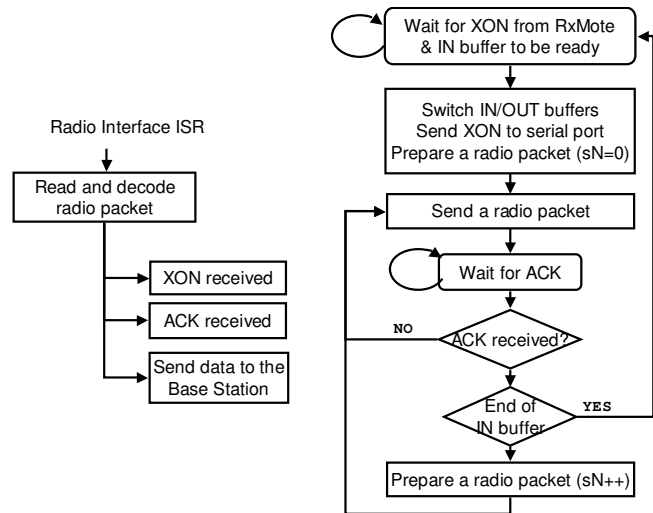 Radio Interface ISR
Read and decode
radio packet
XON received
ACK received
Send data to the
Base Station
Wait for XON from RxMote
& IN buffer to be ready
Switch IN/OUT buffers
Send XON to serial port
Prepare a radio packet (sN=0)
Send a radio packet
Wait for ACK
NO
ACK received?
End of
IN buffer
YES
Prepare a radio packet (sN++)